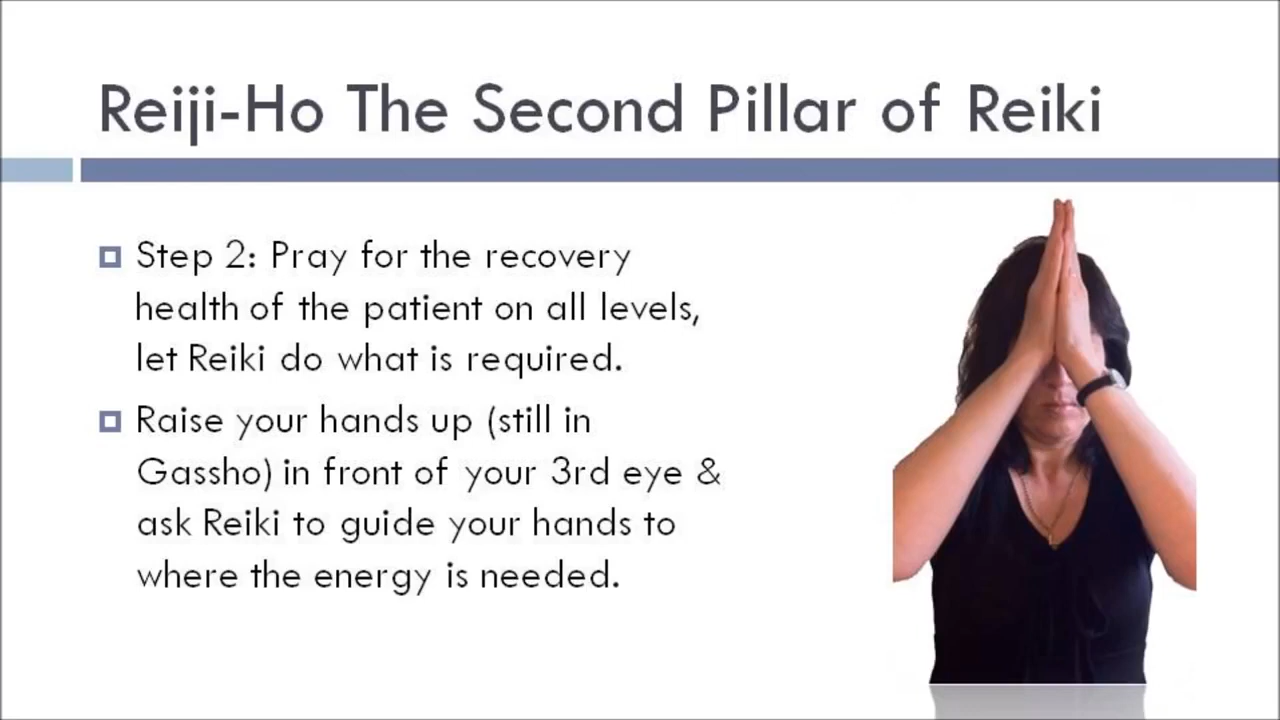 Reiji-Ho The Second Pillar of Reiki
Step 2: Pray for the recovery
health of the patient on all levels,
let Reiki do what is required.
Raise your hands up (still in
Gassho) in front of your 3rd eye &
ask Reiki to guide your hands to
where the energy is needed.